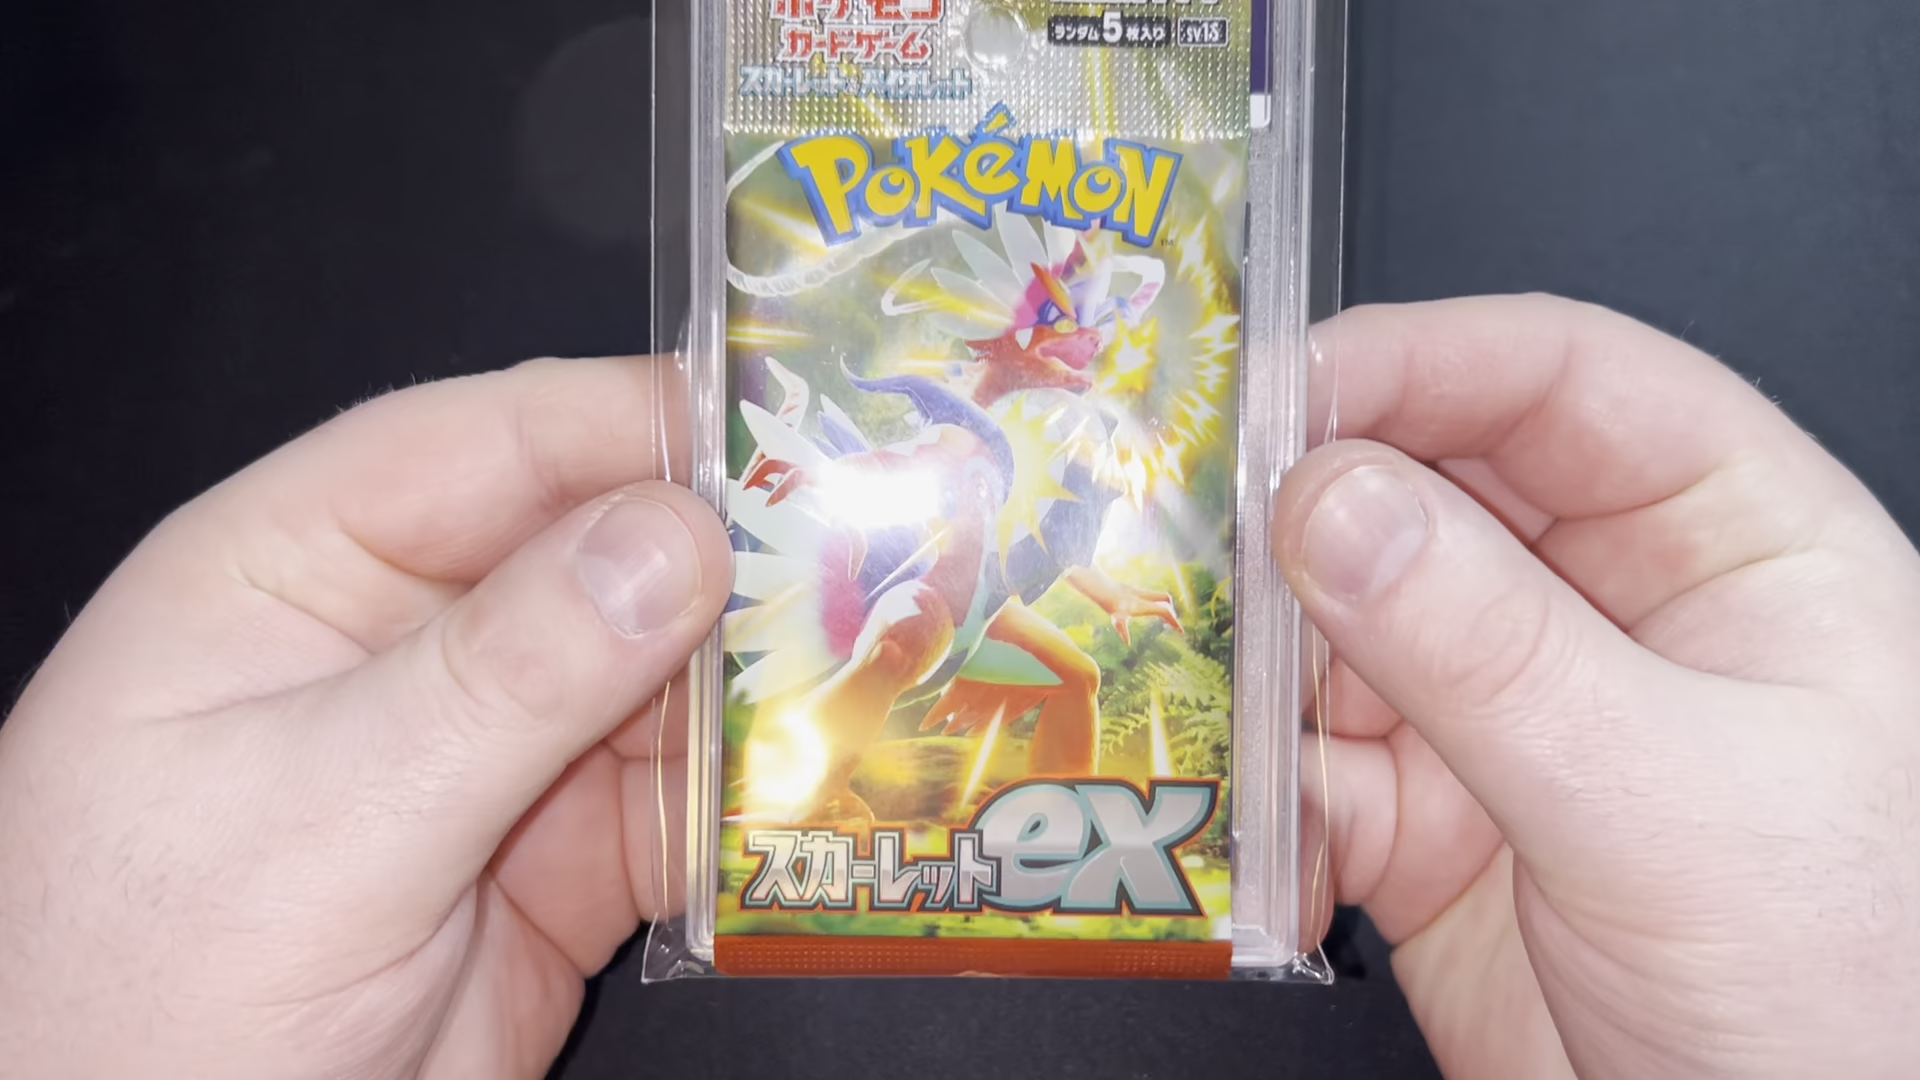 ポケモン
カードゲーム
スカーレット&バイオレット
ランダム5枚入り SV1S
POKéMON
TM
スカーレットex